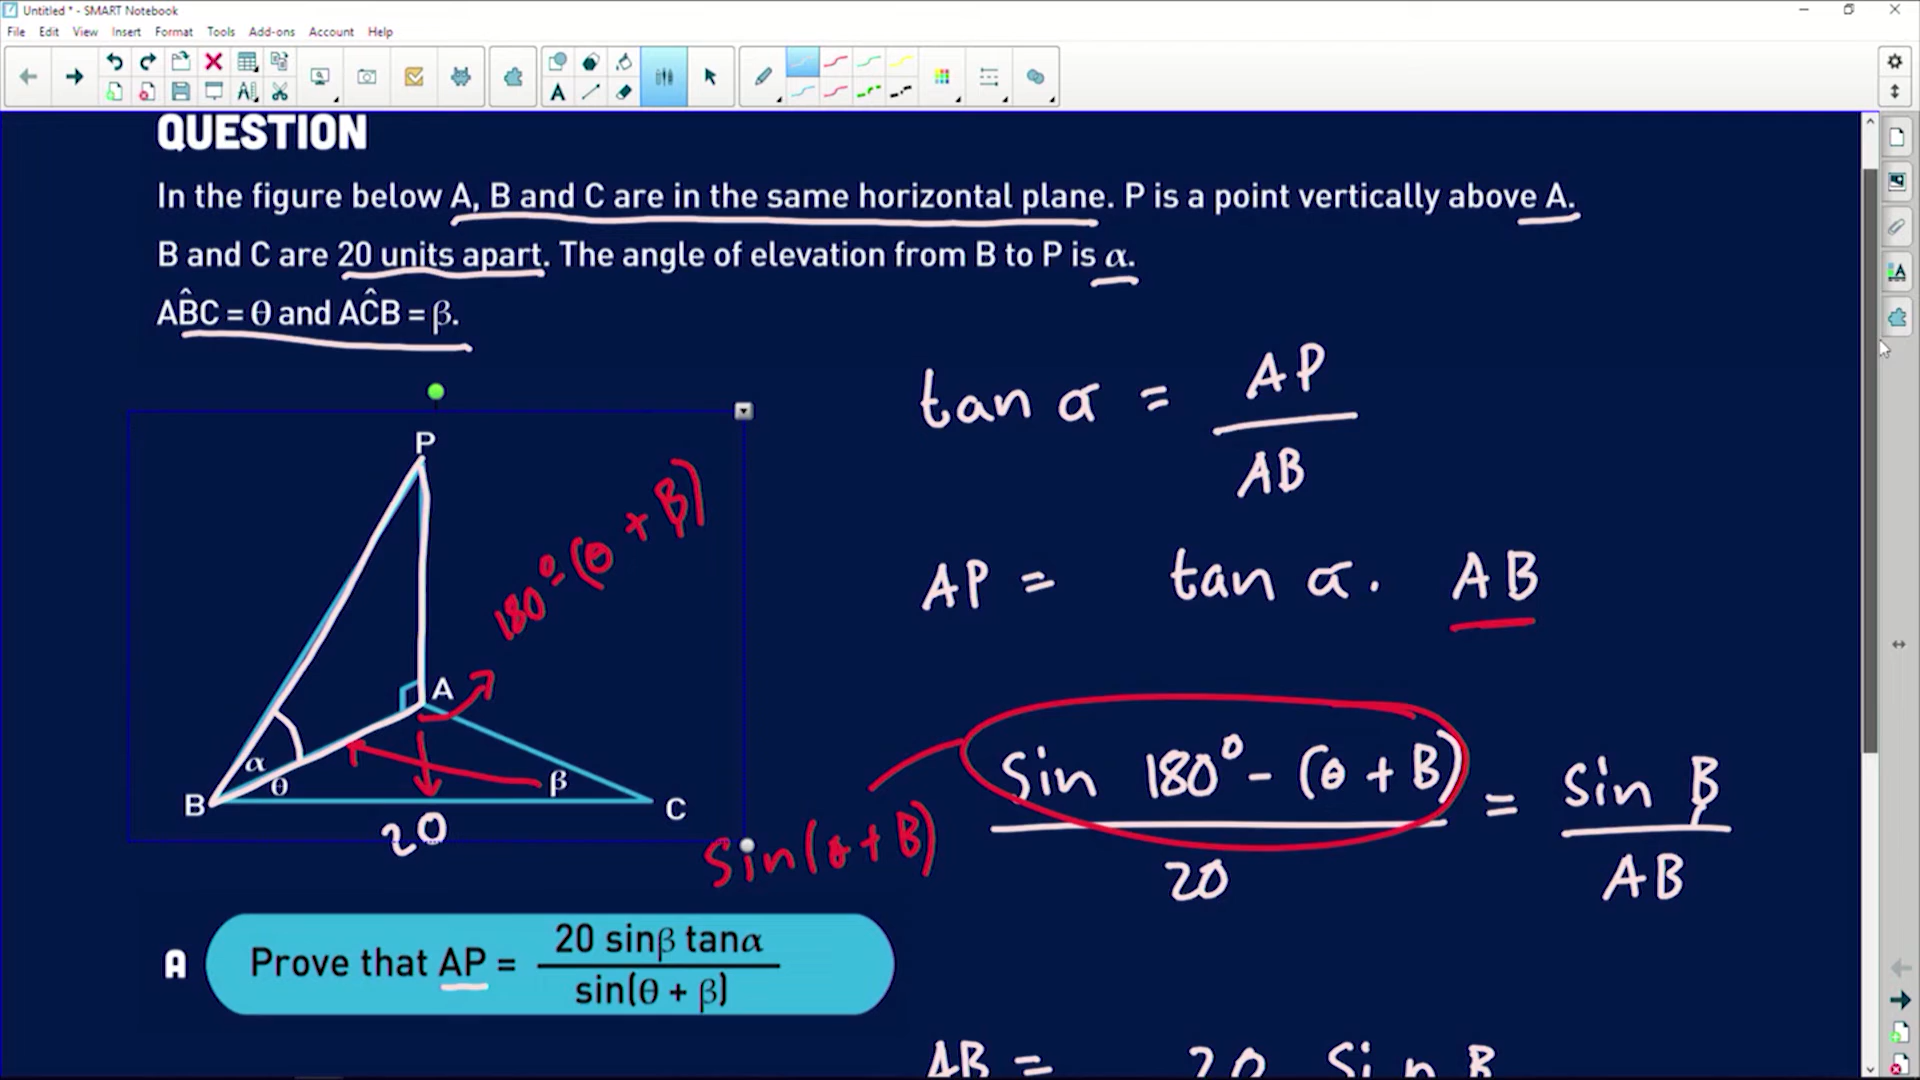 Untitled * - SMART Notebook
File Edit View Insert Format Tools Add-ons Account Help
QUESTION
In the figure below A, B and C are in the same horizontal plane. P is a point vertically above A.
B and C are 20 units apart. The angle of elevation from B to P is α.
AB̂C = θ and AĈB = β.
tan α = AP
AB
P
180° - (θ + β)
AP = tan α . AB
A
Sin 180° - (θ + β) = Sin β
20 AB
α
θ
β
B
C
20
Sin(θ + β)
A
Prove that AP = 20 sinβ tanα
sin(θ + β)
AB = 20 Sin β